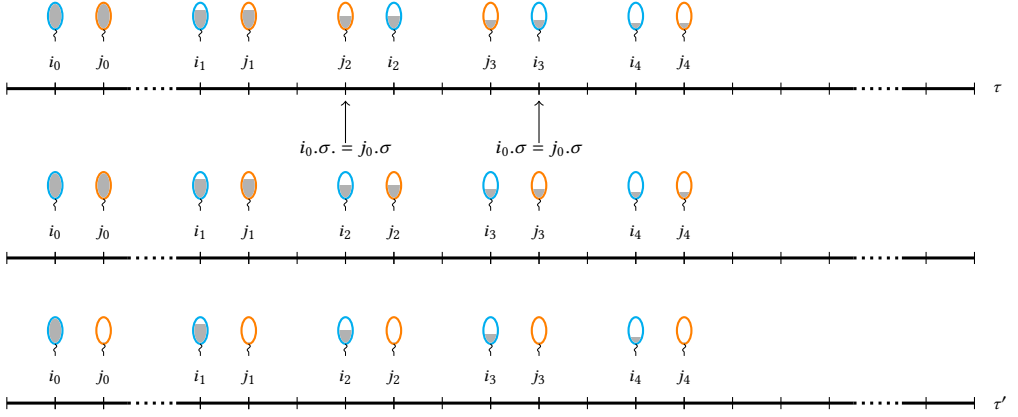 i₀ j₀ i₁ j₁ j₂ i₂ j₃ i₃ i₄ j₄
τ
i₀.σ. = j₀.σ i₀.σ = j₀.σ
i₀ j₀ i₁ j₁ i₂ j₂ i₃ j₃ i₄ j₄
i₀ j₀ i₁ j₁ i₂ j₂ i₃ j₃ i₄ j₄
τ′